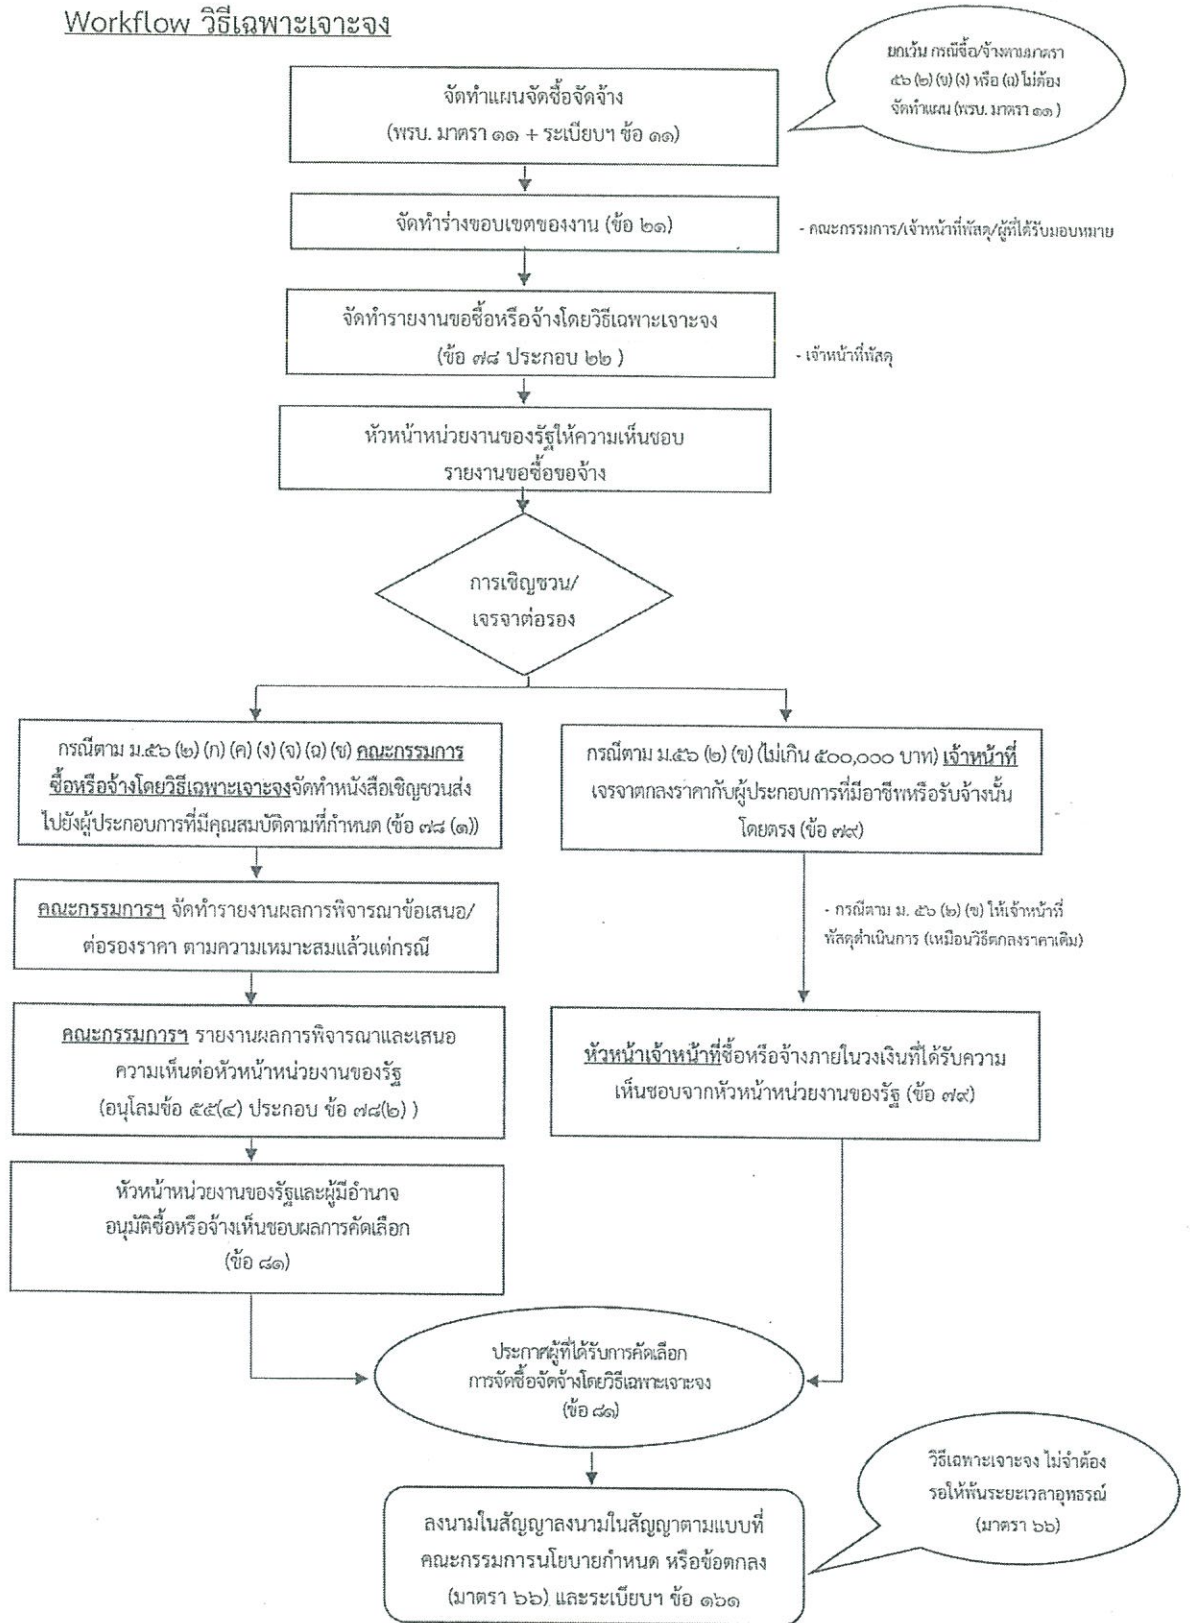 Workflow วิธีเฉพาะเจาะจง
ยกเว้น กรณีซื้อ/จ้างตามมาตรา
๕๖ (๒) (ข) (ง) หรือ (ฉ) ไม่ต้อง
จัดทำแผน (พรบ. มาตรา ๑๑ )
จัดทำแผนจัดซื้อจัดจ้าง
(พรบ. มาตรา ๑๑ + ระเบียบฯ ข้อ ๑๑)
จัดทำร่างขอบเขตของงาน (ข้อ ๒๑)
- คณะกรรมการ/เจ้าหน้าที่พัสดุ/ผู้ที่ได้รับมอบหมาย
จัดทำรายงานขอซื้อหรือจ้างโดยวิธีเฉพาะเจาะจง
(ข้อ ๗๘ ประกอบ ๒๒ )
- เจ้าหน้าที่พัสดุ
หัวหน้าหน่วยงานของรัฐให้ความเห็นชอบ
รายงานขอซื้อขอจ้าง
การเชิญชวน/
เจรจาต่อรอง
กรณีตาม ม.๕๖ (๒) (ก) (ค) (ง) (จ) (ฉ) (ช) คณะกรรมการ
ซื้อหรือจ้างโดยวิธีเฉพาะเจาะจงจัดทำหนังสือเชิญชวนส่ง
ไปยังผู้ประกอบการที่มีคุณสมบัติตามที่กำหนด (ข้อ ๗๘ (๑))
กรณีตาม ม.๕๖ (๒) (ข) (ไม่เกิน ๕๐๐,๐๐๐ บาท) เจ้าหน้าที่
เจรจาตกลงราคากับผู้ประกอบการที่มีอาชีพหรือรับจ้างนั้น
โดยตรง (ข้อ ๗๙)
คณะกรรมการฯ จัดทำรายงานผลการพิจารณาข้อเสนอ/
ต่อรองราคา ตามความเหมาะสมแล้วแต่กรณี
- กรณีตาม ม. ๕๖ (๒) (ข) ให้เจ้าหน้าที่
พัสดุดำเนินการ (เหมือนวิธีตกลงราคาเดิม)
คณะกรรมการฯ รายงานผลการพิจารณาและเสนอ
ความเห็นต่อหัวหน้าหน่วยงานของรัฐ
(อนุโลมข้อ ๕๕(๔) ประกอบ ข้อ ๗๘(๒) )
หัวหน้าเจ้าหน้าที่ซื้อหรือจ้างภายในวงเงินที่ได้รับความ
เห็นชอบจากหัวหน้าหน่วยงานของรัฐ (ข้อ ๗๙)
หัวหน้าหน่วยงานของรัฐและผู้มีอำนาจ
อนุมัติซื้อหรือจ้างเห็นชอบผลการคัดเลือก
(ข้อ ๘๑)
ประกาศผู้ที่ได้รับการคัดเลือก
การจัดซื้อจัดจ้างโดยวิธีเฉพาะเจาะจง
(ข้อ ๘๑)
วิธีเฉพาะเจาะจง ไม่จำต้อง
รอให้พ้นระยะเวลาอุทธรณ์
(มาตรา ๖๖)
ลงนามในสัญญาลงนามในสัญญาตามแบบที่
คณะกรรมการนโยบายกำหนด หรือข้อตกลง
(มาตรา ๖๖) และระเบียบฯ ข้อ ๑๖๑